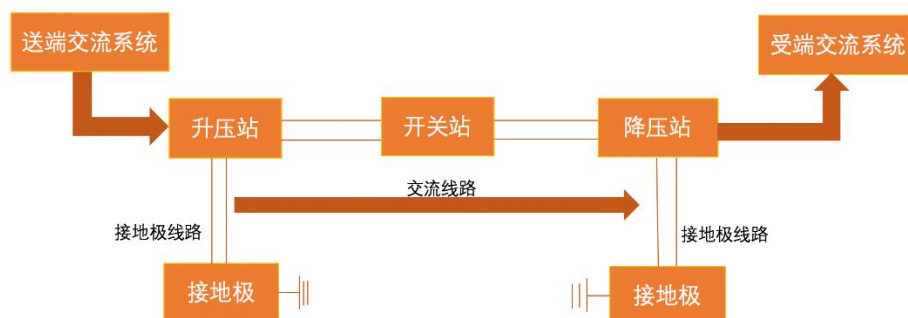 送端交流系统
受端交流系统
升压站
开关站
降压站
交流线路
接地极线路
接地极线路
接地极
接地极